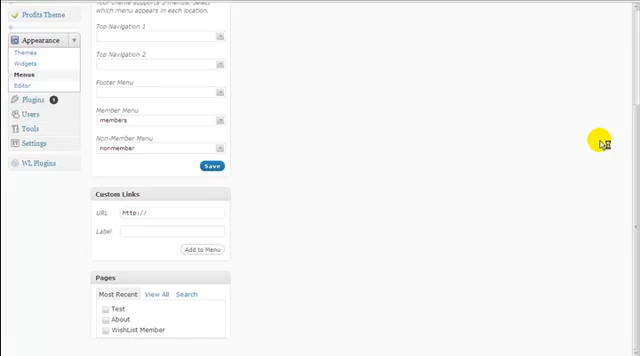 Your theme supports 5 menus. Select
which menu appears in each location.
Profits Theme
Appearance
Themes
Widgets
Menus
Editor
Plugins 1
Users
Tools
Settings
WL Plugins
Top Navigation 1
Top Navigation 2
Footer Menu
Member Menu
members
Non-Member Menu
nonmember
Save
Custom Links
URL http://
Label
Add to Menu
Pages
Most Recent View All Search
Test
About
WishList Member